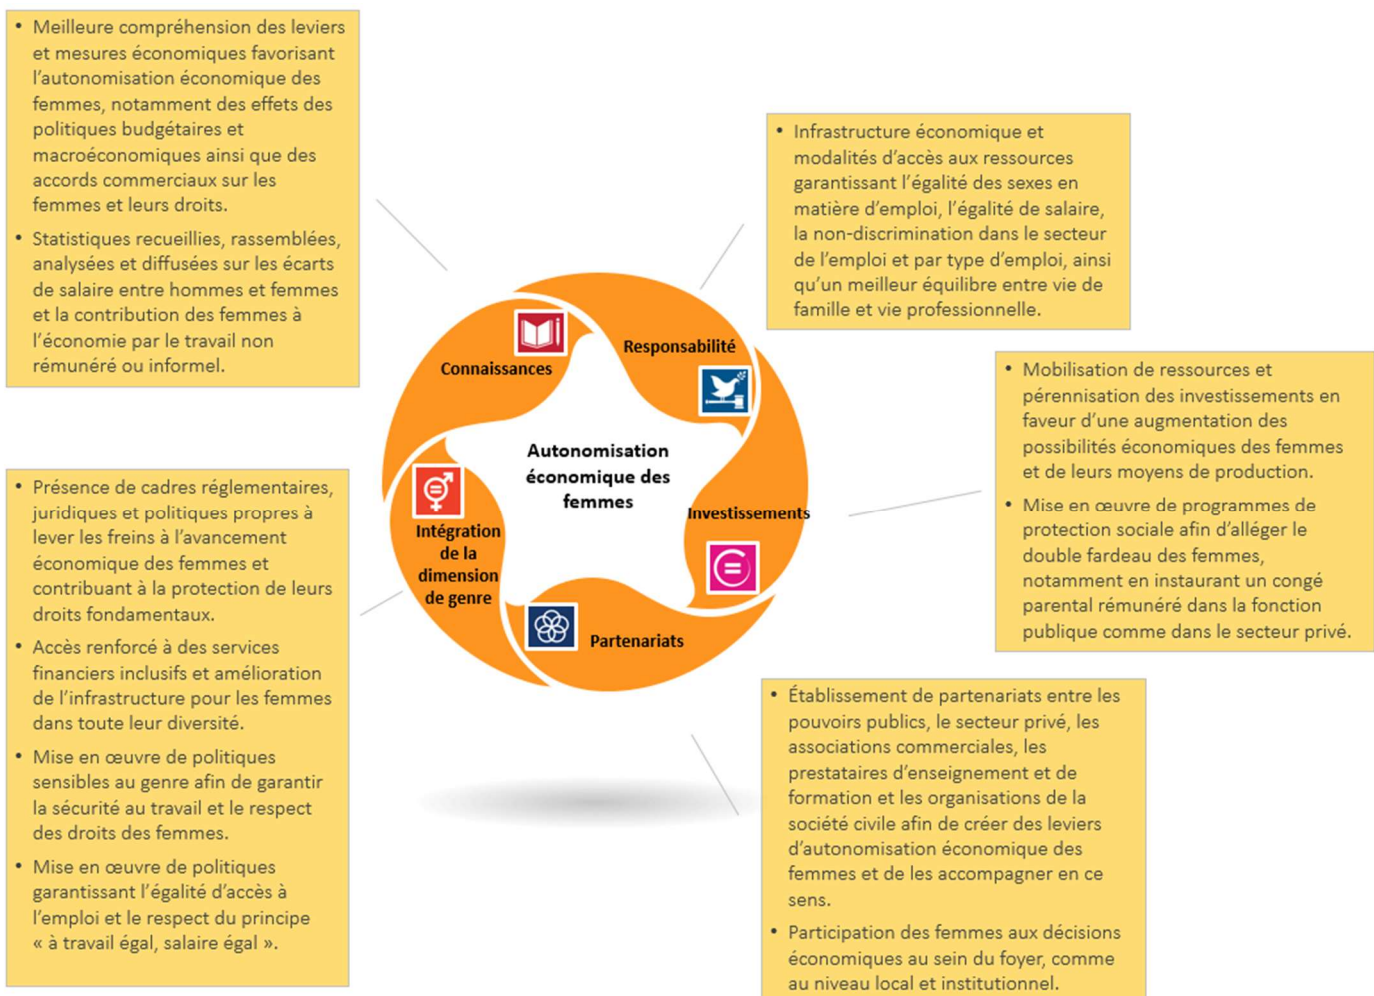 • Meilleure compréhension des leviers
et mesures économiques favorisant
l’autonomisation économique des
femmes, notamment des effets des
politiques budgétaires et
macroéconomiques ainsi que des
accords commerciaux sur les
femmes et leurs droits.
• Statistiques recueillies, rassemblées,
analysées et diffusées sur les écarts
de salaire entre hommes et femmes
et la contribution des femmes à
l’économie par le travail non
rémunéré ou informel.
• Infrastructure économique et
modalités d’accès aux ressources
garantissant l’égalité des sexes en
matière d’emploi, l’égalité de salaire,
la non-discrimination dans le secteur
de l’emploi et par type d’emploi, ainsi
qu’un meilleur équilibre entre vie de
famille et vie professionnelle.
Connaissances
Responsabilité
Autonomisation
économique des
femmes
Investissements
Intégration
de la
dimension
de genre
Partenariats
• Mobilisation de ressources et
pérennisation des investissements en
faveur d’une augmentation des
possibilités économiques des femmes
et de leurs moyens de production.
• Mise en œuvre de programmes de
protection sociale afin d’alléger le
double fardeau des femmes,
notamment en instaurant un congé
parental rémunéré dans la fonction
publique comme dans le secteur privé.
• Présence de cadres réglementaires,
juridiques et politiques propres à
lever les freins à l’avancement
économique des femmes et
contribuant à la protection de leurs
droits fondamentaux.
• Accès renforcé à des services
financiers inclusifs et amélioration
de l’infrastructure pour les femmes
dans toute leur diversité.
• Mise en œuvre de politiques
sensibles au genre afin de garantir
la sécurité au travail et le respect
des droits des femmes.
• Mise en œuvre de politiques
garantissant l’égalité d’accès à
l’emploi et le respect du principe
« à travail égal, salaire égal ».
• Établissement de partenariats entre les
pouvoirs publics, le secteur privé, les
associations commerciales, les
prestataires d’enseignement et de
formation et les organisations de la
société civile afin de créer des leviers
d’autonomisation économique des
femmes et de les accompagner en ce
sens.
• Participation des femmes aux décisions
économiques au sein du foyer, comme
au niveau local et institutionnel.